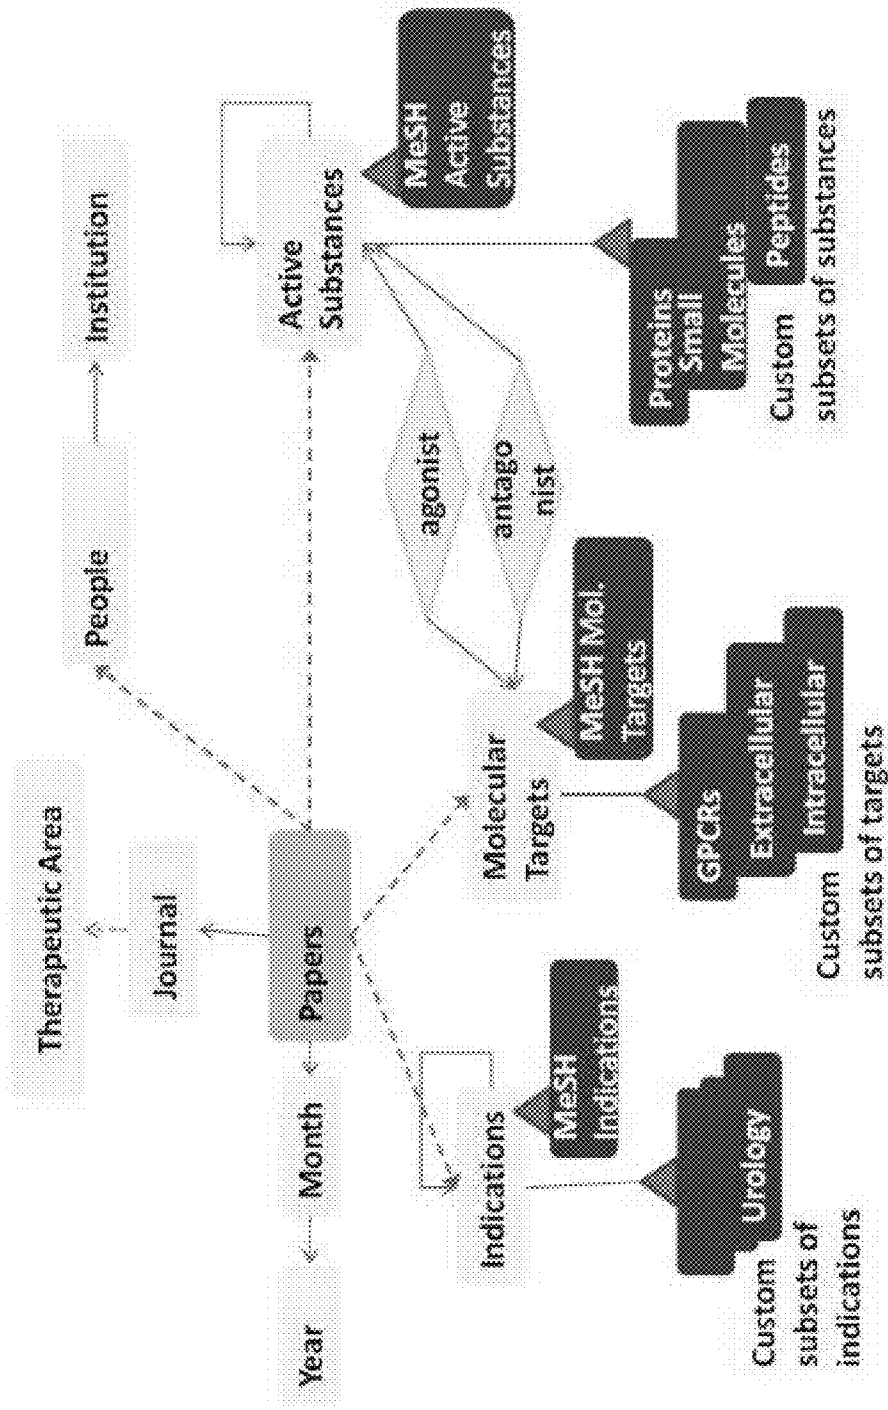 Therapeutic Area
Journal
People
Institution
Year
Month
Papers
Active
Substances
MeSH
Active
Substances
agonist
antago
nist
Indications
MeSH
Indications
Molecular
Targets
MeSH Mol.
Targets
Urology
Custom
subsets of
indications
GPCRs
Extracellular
Intracellular
Custom
subsets of targets
Proteins
Small
Molecules
Peptides
Custom
subsets of substances